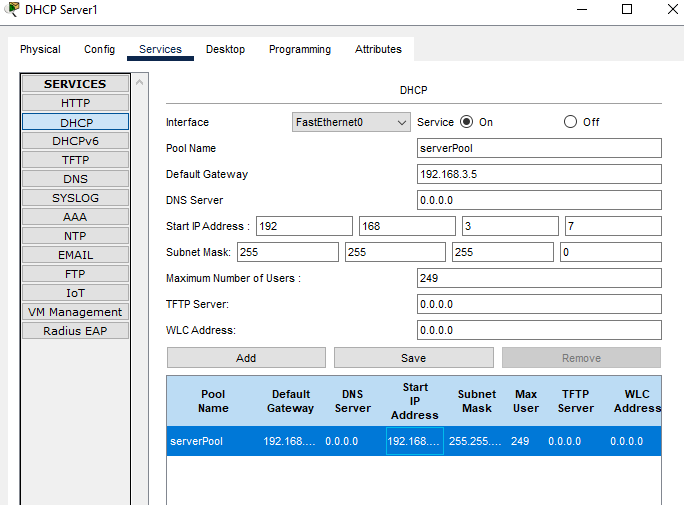 DHCP Server1
Physical Config Services Desktop Programming Attributes
SERVICES
HTTP
DHCP
DHCPv6
TFTP
DNS
SYSLOG
AAA
NTP
EMAIL
FTP
IoT
VM Management
Radius EAP
DHCP
Interface FastEthernet0 Service On Off
Pool Name serverPool
Default Gateway 192.168.3.5
DNS Server 0.0.0.0
Start IP Address : 192 168 3 7
Subnet Mask: 255 255 255 0
Maximum Number of Users : 249
TFTP Server: 0.0.0.0
WLC Address: 0.0.0.0
Add Save Remove
Pool Name Default Gateway DNS Server Start IP Address Subnet Mask Max User TFTP Server WLC Address
serverPool 192.168.... 0.0.0.0 192.168.... 255.255.... 249 0.0.0.0 0.0.0.0